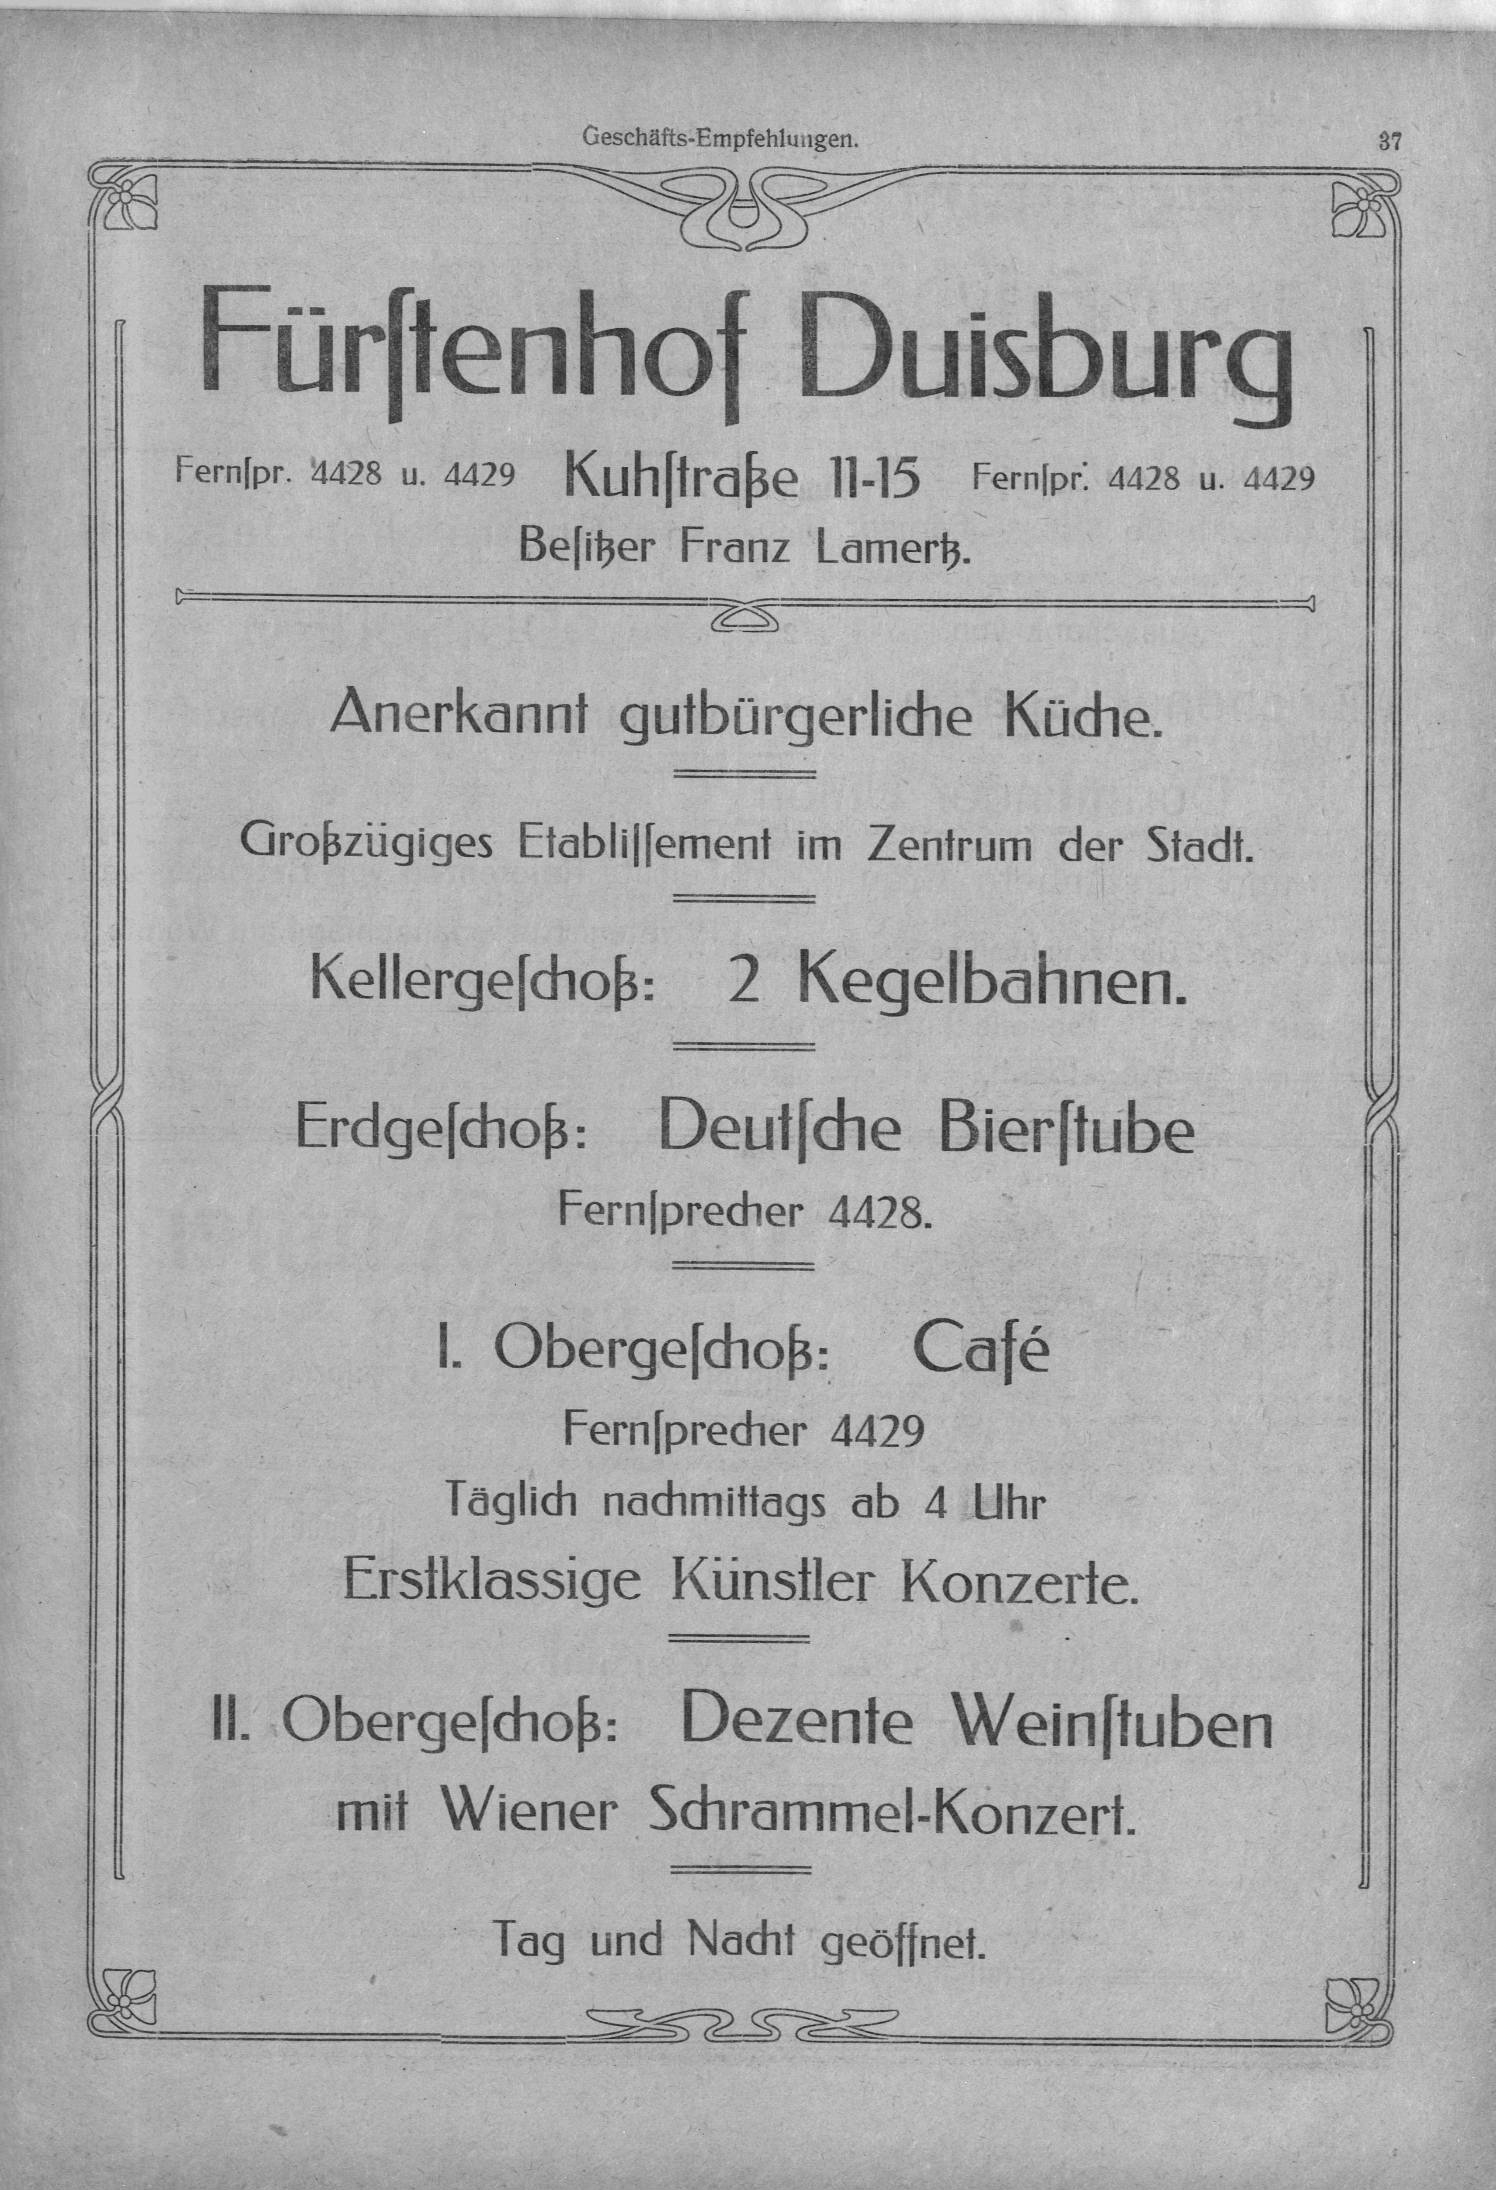 Geschäfts-Empfehlungen. 37
Fürſtenhof Duisburg
Fernſpr. 4428 u. 4429 Kuhſtraße 11-15 Fernſpr. 4428 u. 4429
Beſitzer Franz Lamertz.
Anerkannt gutbürgerliche Küche.
Großzügiges Etabliſſement im Zentrum der Stadt.
Kellergeſchoß: 2 Kegelbahnen.
Erdgeſchoß: Deutſche Bierſtube
Fernſprecher 4428.
I. Obergeſchoß: Café
Fernſprecher 4429
Täglich nachmittags ab 4 Uhr
Erstklassige Künstler Konzerte.
II. Obergeſchoß: Dezente Weinſtuben
mit Wiener Schrammel-Konzert.
Tag und Nacht geöffnet.